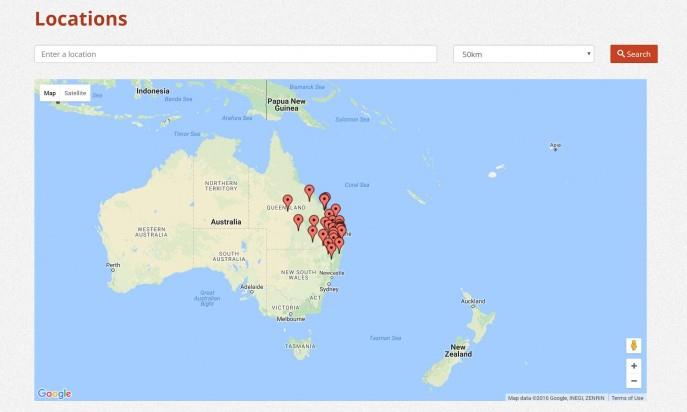 Locations
Enter a location
50km
Search
Map Satellite
Indonesia
Banda Sea
Bismarck Sea
Papua New
Guinea
Arafura Sea
Solomon Sea
Timor Sea
Apia
Coral Sea
NORTHERN
TERRITORY
QUEENSLAND
Australia
WESTERN
AUSTRALIA
SOUTH
AUSTRALIA
Perth
NEW SOUTH
WALES
Newcastle
Adelaide
Sydney
Great
Australian
Bight
ACT
VICTORIA
Melbourne
Auckland
Tasman Sea
TASMANIA
New
Zealand
Google
Map data ©2016 Google, INEGI, ZENRIN Terms of Use